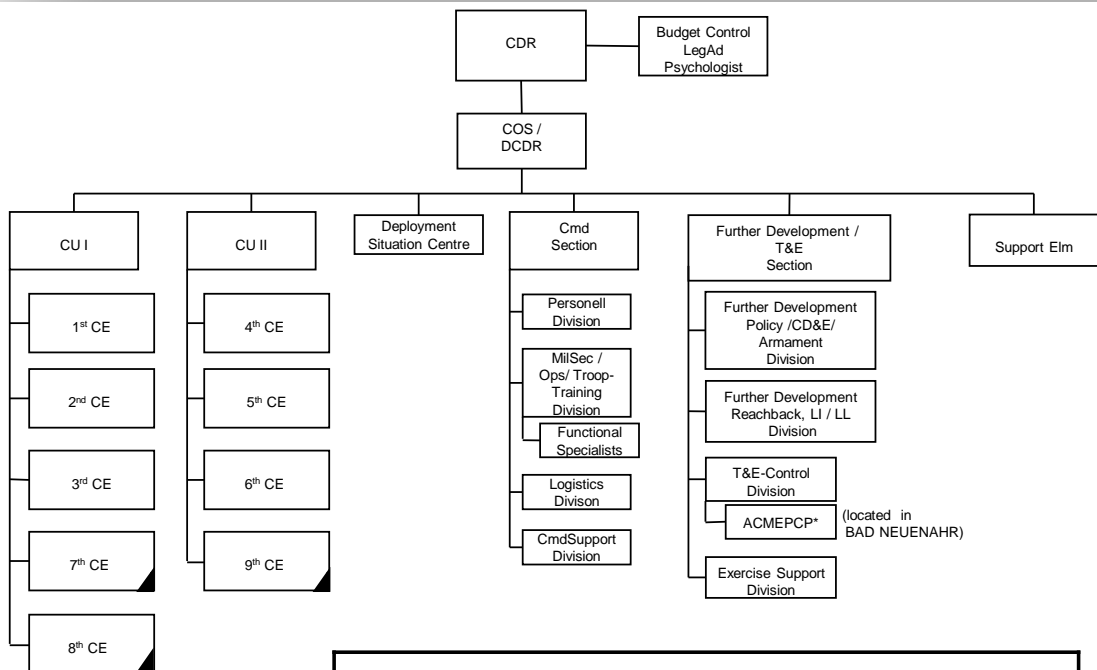 CDR
Budget Control
LegAd
Psychologist
COS /
DCDR
CU I
CU II
Deployment
Situation Centre
Cmd
Section
Further Development /
T&E
Section
Support Elm
1st CE
2nd CE
3rd CE
7th CE
8th CE
4th CE
5th CE
6th CE
9th CE
Personell
Division
MilSec /
Ops/ Troop-
Training
Division
Functional
Specialists
Logistics
Divison
CmdSupport
Division
Further Development
Policy /CD&E/
Armament
Division
Further Development
Reachback, LI / LL
Division
T&E-Control
Division
ACMEPCP*
(located in
BAD NEUENAHR)
Exercise Support
Division